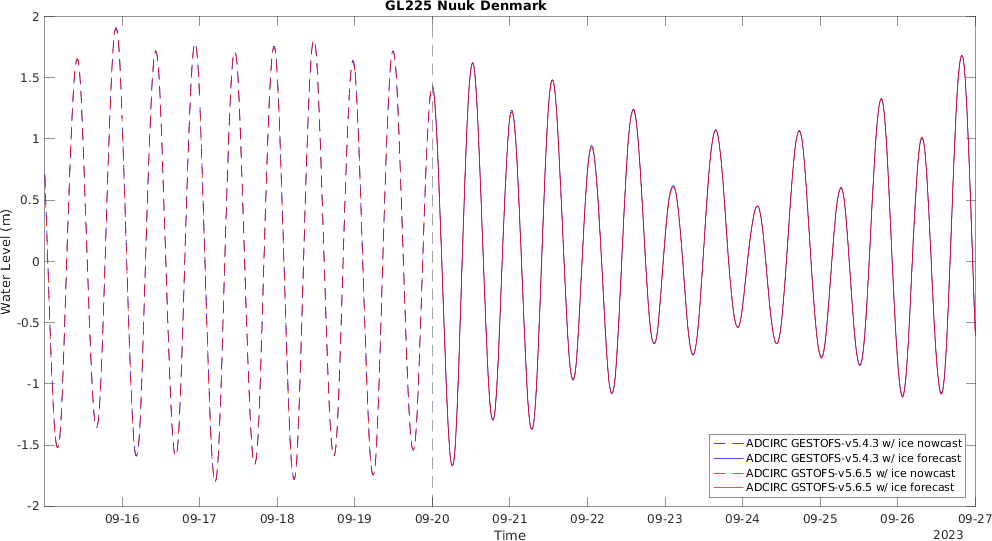 GL225 Nuuk Denmark
2
1.5
1
0.5
0
-0.5
-1
-1.5
-2
Water Level (m)
ADCIRC GESTOFS-v5.4.3 w/ ice nowcast
ADCIRC GESTOFS-v5.4.3 w/ ice forecast
ADCIRC GSTOFS-v5.6.5 w/ ice nowcast
ADCIRC GSTOFS-v5.6.5 w/ ice forecast
09-16 09-17 09-18 09-19 09-20 09-21 09-22 09-23 09-24 09-25 09-26 09-27
Time
2023